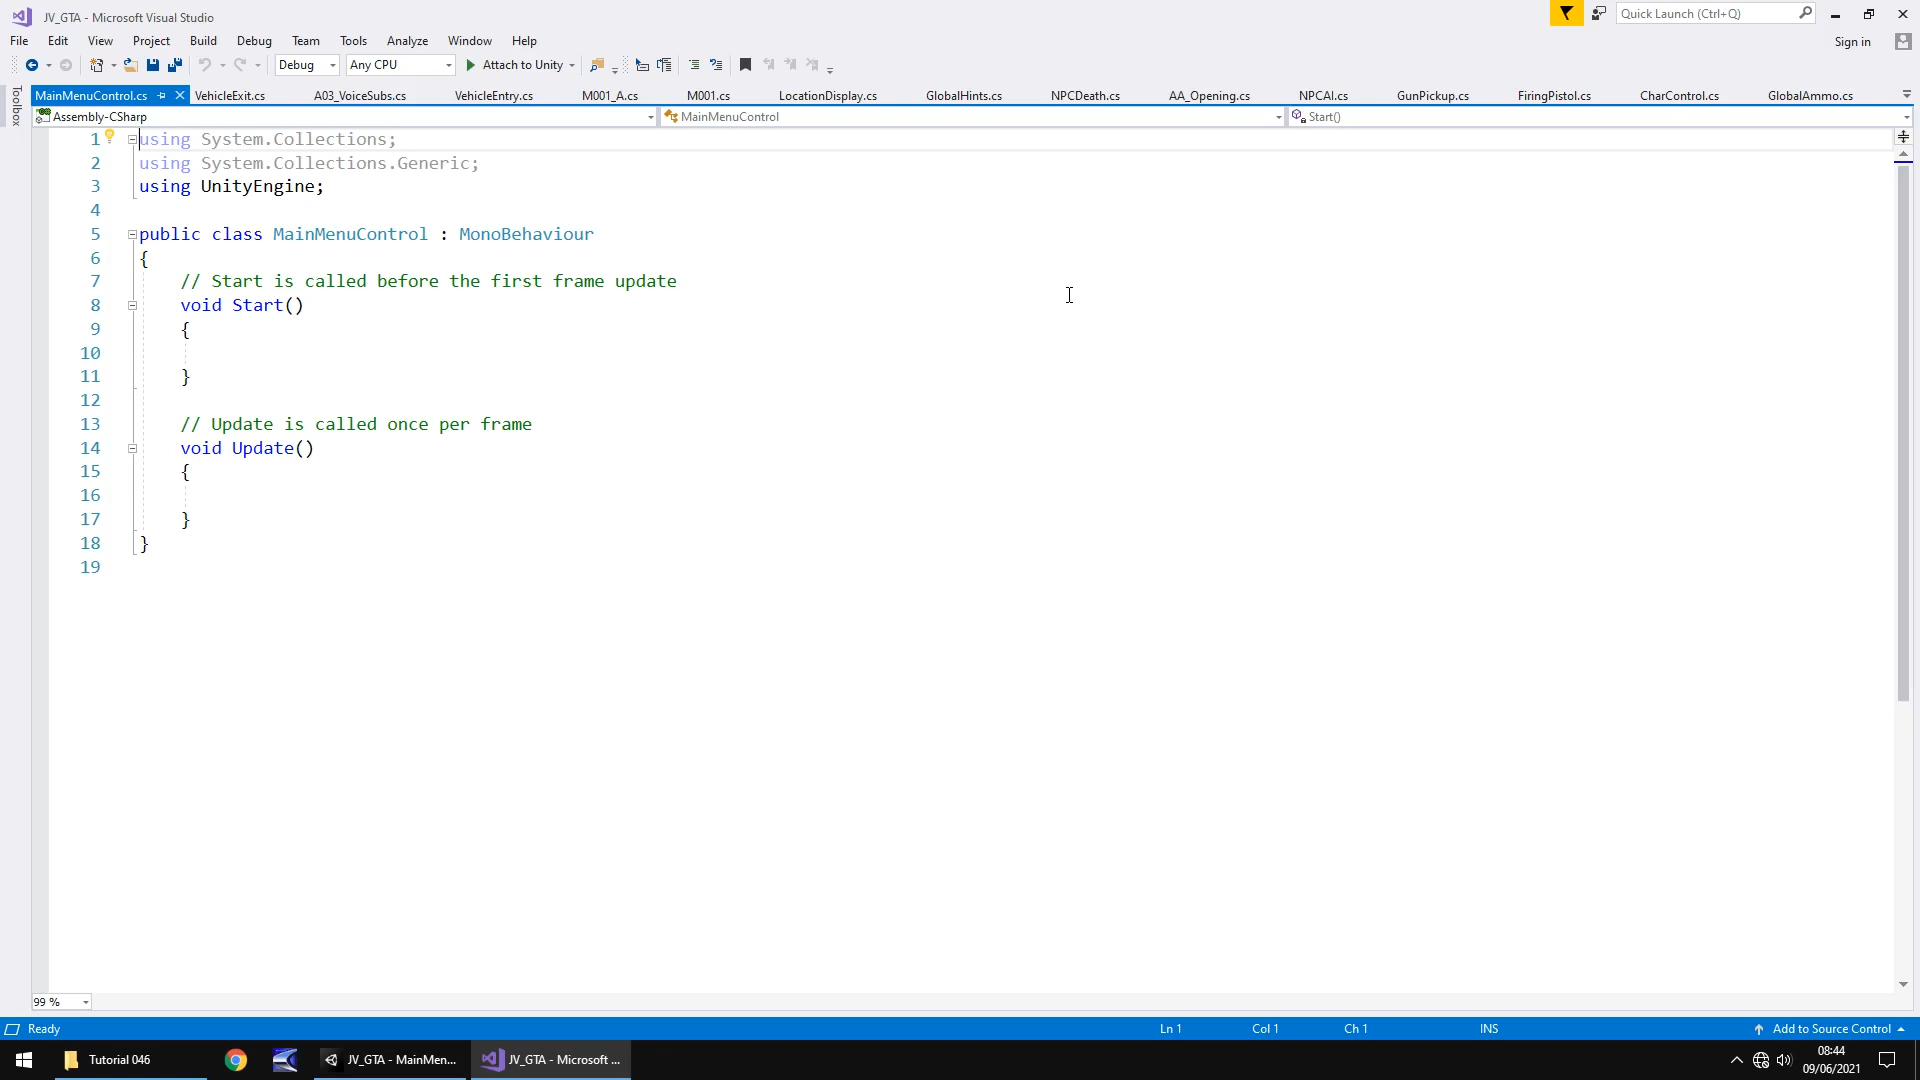 JV_GTA - Microsoft Visual Studio
Quick Launch (Ctrl+Q)
File Edit View Project Build Debug Team Tools Analyze Window Help
Sign in
Debug Any CPU Attach to Unity
Toolbox
MainMenuControl.cs VehicleExit.cs A03_VoiceSubs.cs VehicleEntry.cs M001_A.cs M001.cs LocationDisplay.cs GlobalHints.cs NPCDeath.cs AA_Opening.cs NPCAI.cs GunPickup.cs FiringPistol.cs CharControl.cs GlobalAmmo.cs
Assembly-CSharp MainMenuControl Start()
1 using System.Collections;
2 using System.Collections.Generic;
3 using UnityEngine;
4
5 public class MainMenuControl : MonoBehaviour
6 {
7 // Start is called before the first frame update
8 void Start()
9 {
10
11 }
12
13 // Update is called once per frame
14 void Update()
15 {
16
17 }
18 }
19
99 %
Ready Ln 1 Col 1 Ch 1 INS Add to Source Control
Tutorial 046 JV_GTA - MainMen... JV_GTA - Microsoft ... 08:44
09/06/2021